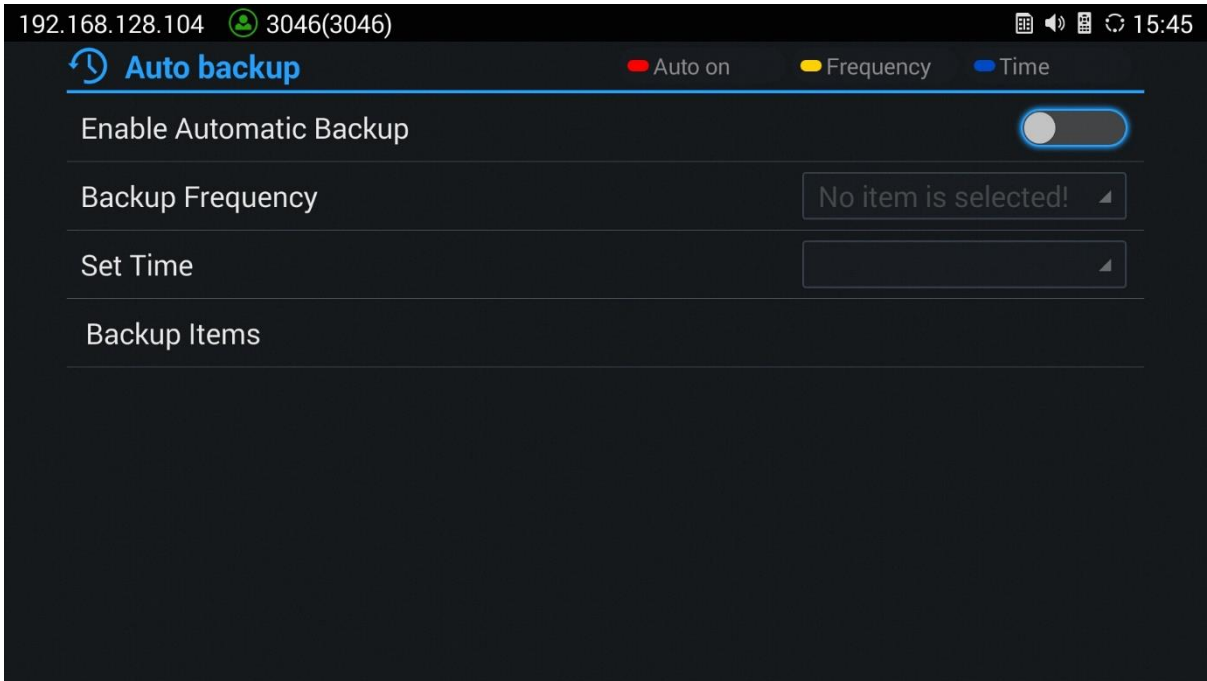 192.168.128.104 3046(3046) 15:45
Auto backup Auto on Frequency Time
Enable Automatic Backup
Backup Frequency No item is selected!
Set Time
Backup Items